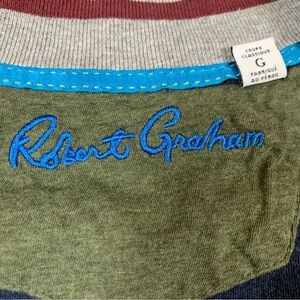 COUPE
CLASSIQUE
G
FABRIQUÉ
AU PÉROU
Robert Graham